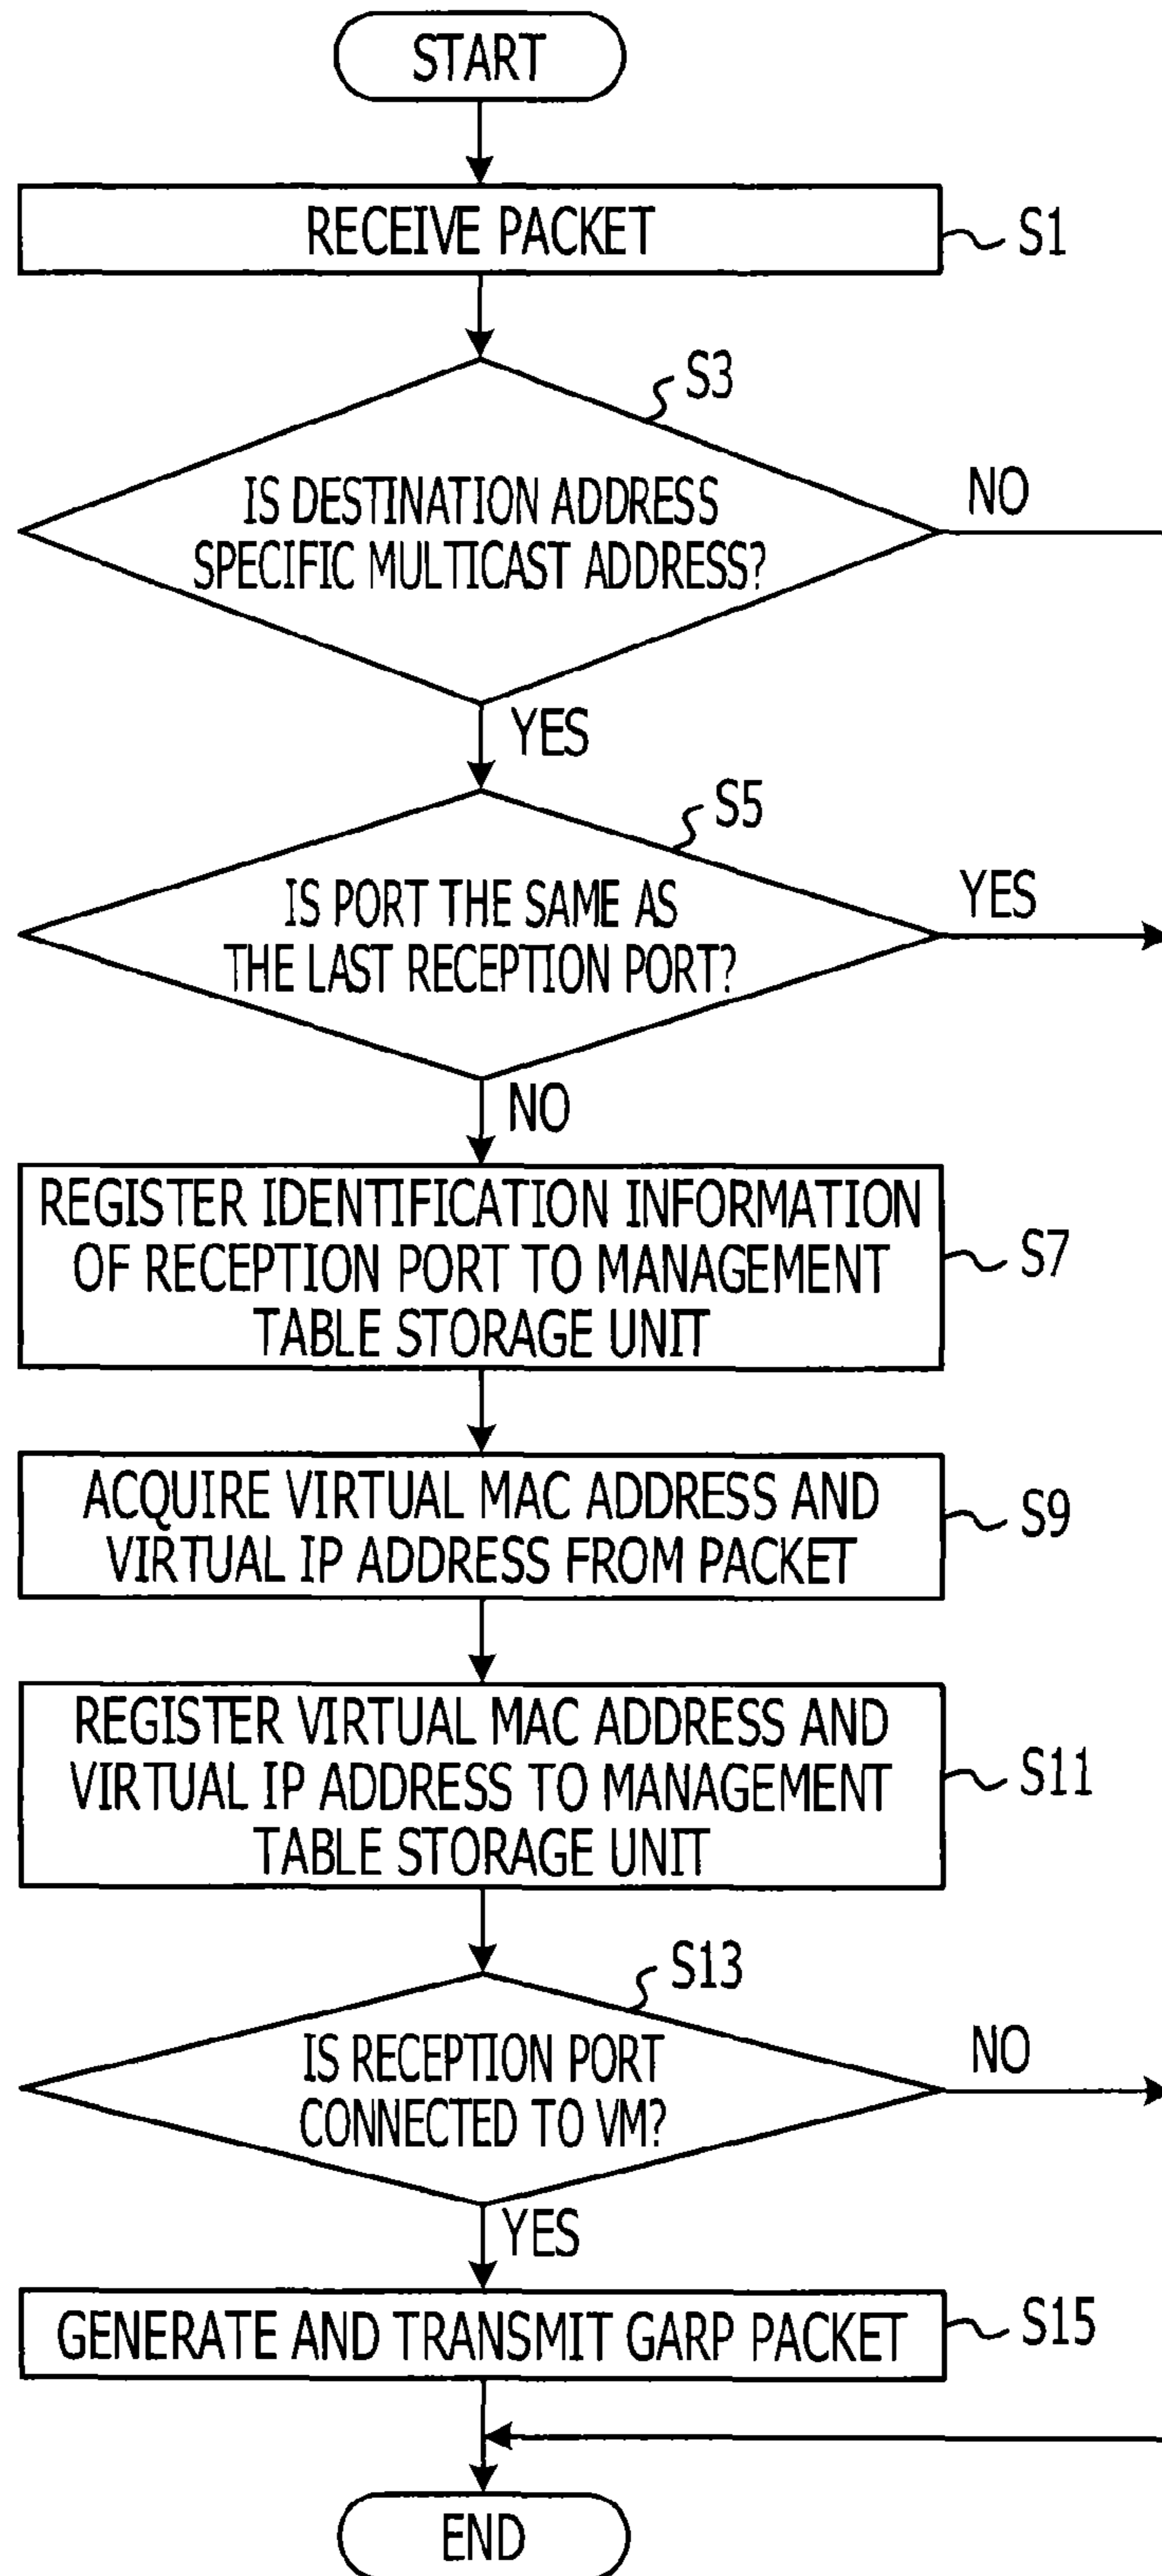 START
RECEIVE PACKET
S1
S3
IS DESTINATION ADDRESS
SPECIFIC MULTICAST ADDRESS?
NO
YES
S5
IS PORT THE SAME AS
THE LAST RECEPTION PORT?
YES
NO
REGISTER IDENTIFICATION INFORMATION
OF RECEPTION PORT TO MANAGEMENT
TABLE STORAGE UNIT
S7
ACQUIRE VIRTUAL MAC ADDRESS AND
VIRTUAL IP ADDRESS FROM PACKET
S9
REGISTER VIRTUAL MAC ADDRESS AND
VIRTUAL IP ADDRESS TO MANAGEMENT
TABLE STORAGE UNIT
S11
S13
IS RECEPTION PORT
CONNECTED TO VM?
NO
YES
GENERATE AND TRANSMIT GARP PACKET
S15
END